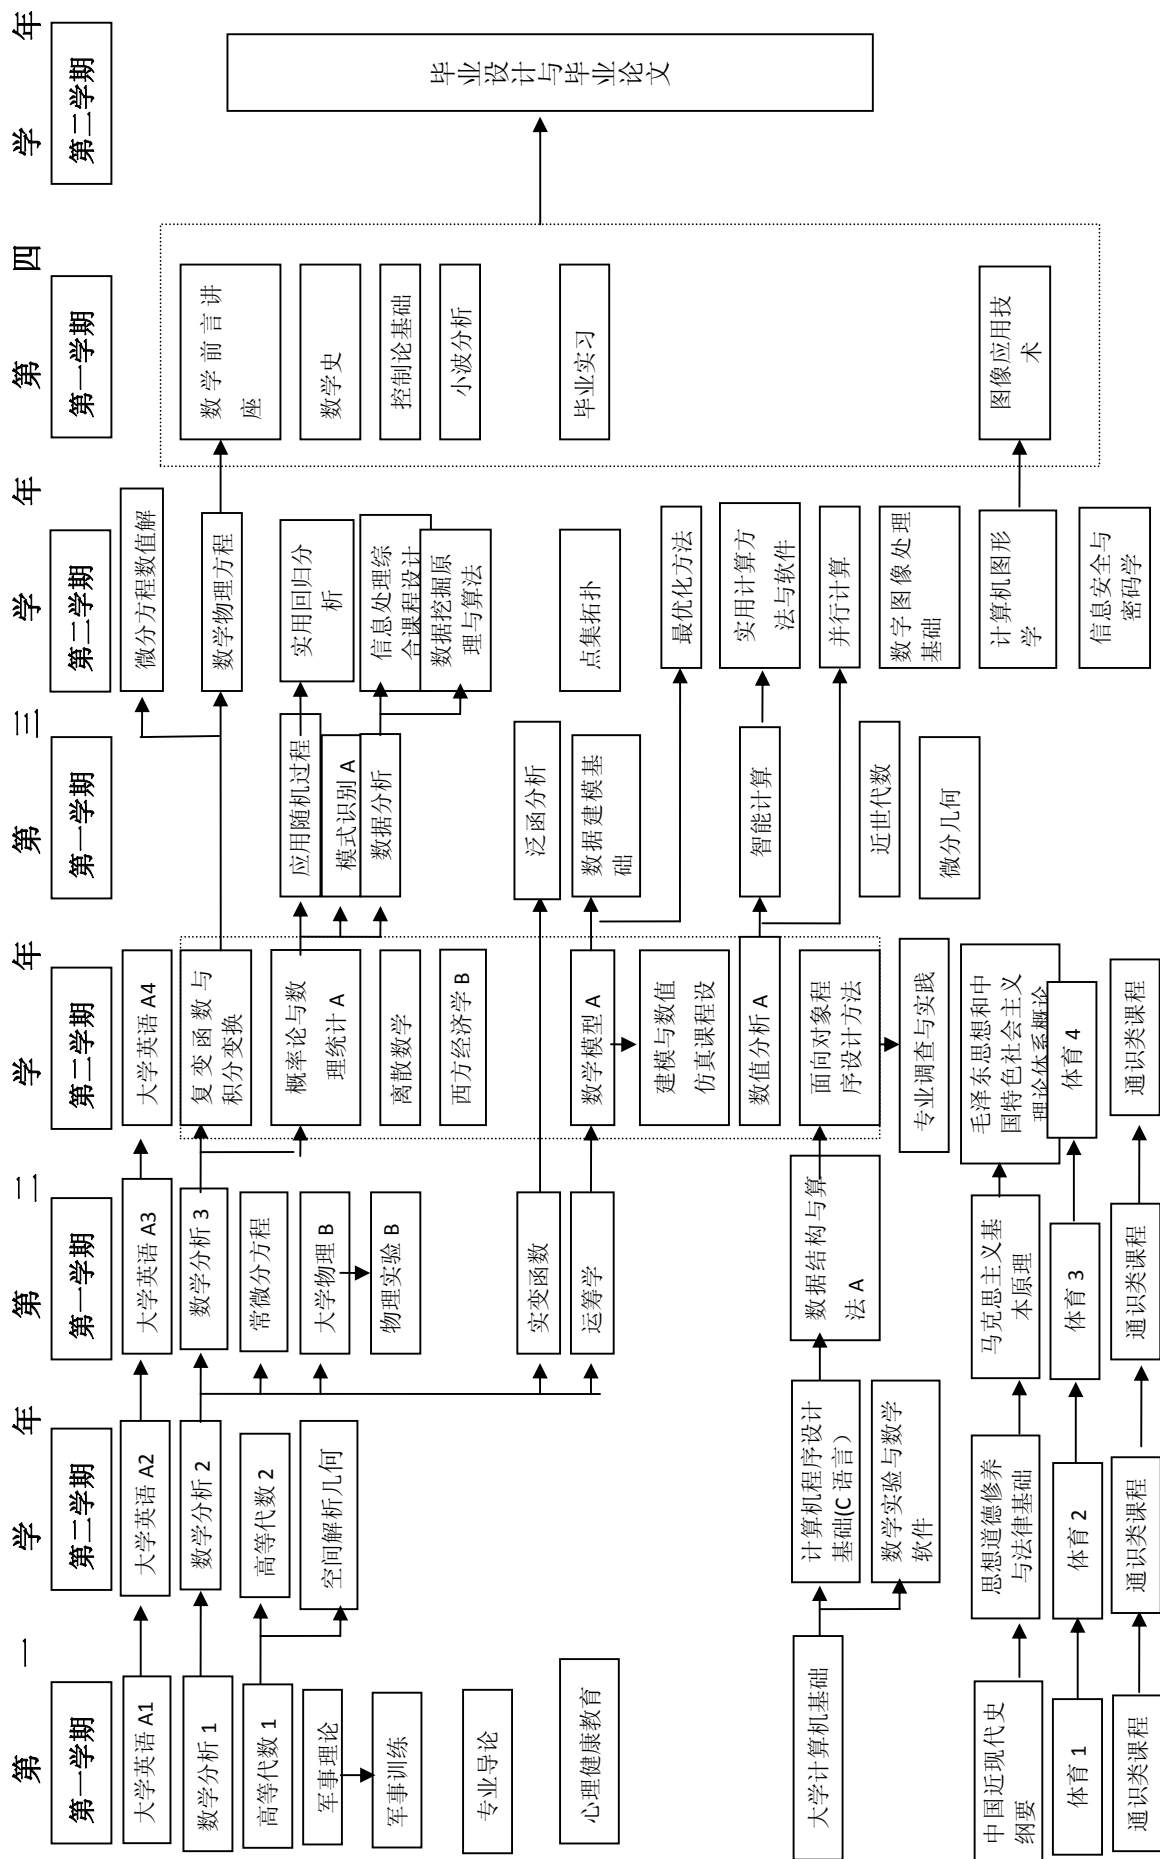 第一学年
第二学年
第三学年
第四学年
第一学期
第二学期
第一学期
第二学期
第一学期
第二学期
第一学期
第二学期
大学英语 A1
大学英语 A2
大学英语 A3
大学英语 A4
微分方程数值解
数学分析 1
数学分析 2
数学分析 3
复变函数与
积分变换
数学物理方程
数学前言讲
座
高等代数 1
高等代数 2
常微分方程
概率论与数
理统计 A
应用随机过程
实用回归分
析
数学史
军事理论
空间解析几何
大学物理 B
模式识别 A
军事训练
物理实验 B
离散数学
数据分析
信息处理综
合课程设计
控制论基础
数据挖掘原
理与算法
专业导论
西方经济学 B
小波分析
心理健康教育
实变函数
泛函分析
点集拓扑
毕业实习
运筹学
数学模型 A
数据建模基
础
毕业设计与毕业论文
建模与数值
仿真课程设
最优化方法
数值分析 A
智能计算
实用计算方
法与软件
大学计算机基础
计算机程序设计
基础(C 语言）
数据结构与算
法 A
面向对象程
序设计方法
并行计算
数学实验与数学
软件
专业调查与实践
近世代数
数字图像处理
基础
微分几何
中国近现代史
纲要
思想道德修养
与法律基础
马克思主义基
本原理
毛泽东思想和中
国特色社会主义
理论体系概论
计算机图形
学
图像应用技
术
体育 1
体育 2
体育 3
体育 4
信息安全与
密码学
通识类课程
通识类课程
通识类课程
通识类课程